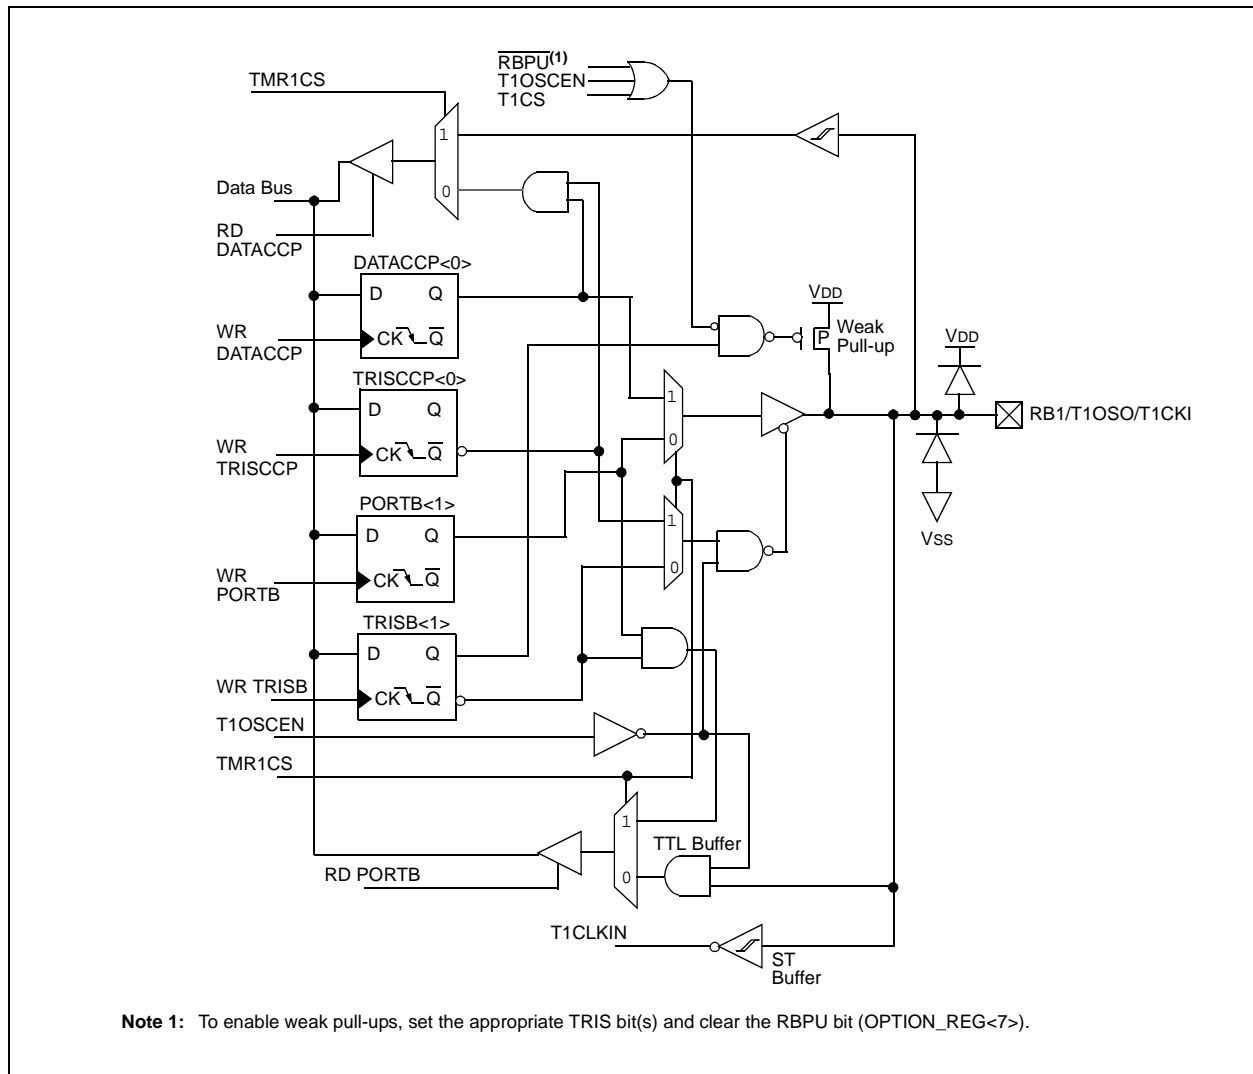 RBPU(1)
T1OSCEN
T1CS
TMR1CS
1
0
Data Bus
RD
DATACCP
DATACCP<0>
D Q
CK Q
WR
DATACCP
VDD
P
Weak
Pull-up
VDD
TRISCCP<0>
D Q
CK Q
WR
TRISCCP
1
0
RB1/T1OSO/T1CKI
VSS
PORTB<1>
D Q
CK Q
WR
PORTB
1
0
TRISB<1>
D Q
CK Q
WR TRISB
T1OSCEN
TMR1CS
1
0
TTL Buffer
RD PORTB
T1CLKIN
ST
Buffer
Note 1: To enable weak pull-ups, set the appropriate TRIS bit(s) and clear the RBPU bit (OPTION_REG<7>).